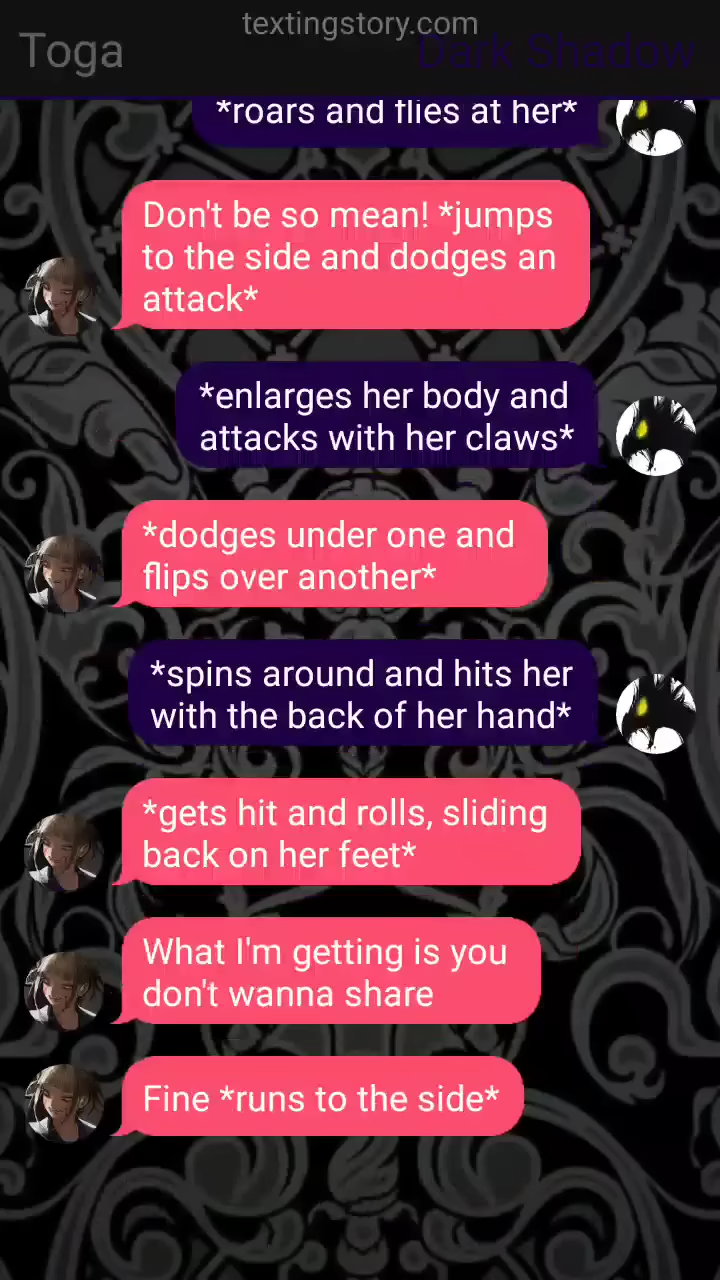 textingstory.com
Toga
Dark Shadow
*roars and flies at her*
Don't be so mean! *jumps
to the side and dodges an
attack*
*enlarges her body and
attacks with her claws*
*dodges under one and
flips over another*
*spins around and hits her
with the back of her hand*
*gets hit and rolls, sliding
back on her feet*
What I'm getting is you
don't wanna share
Fine *runs to the side*